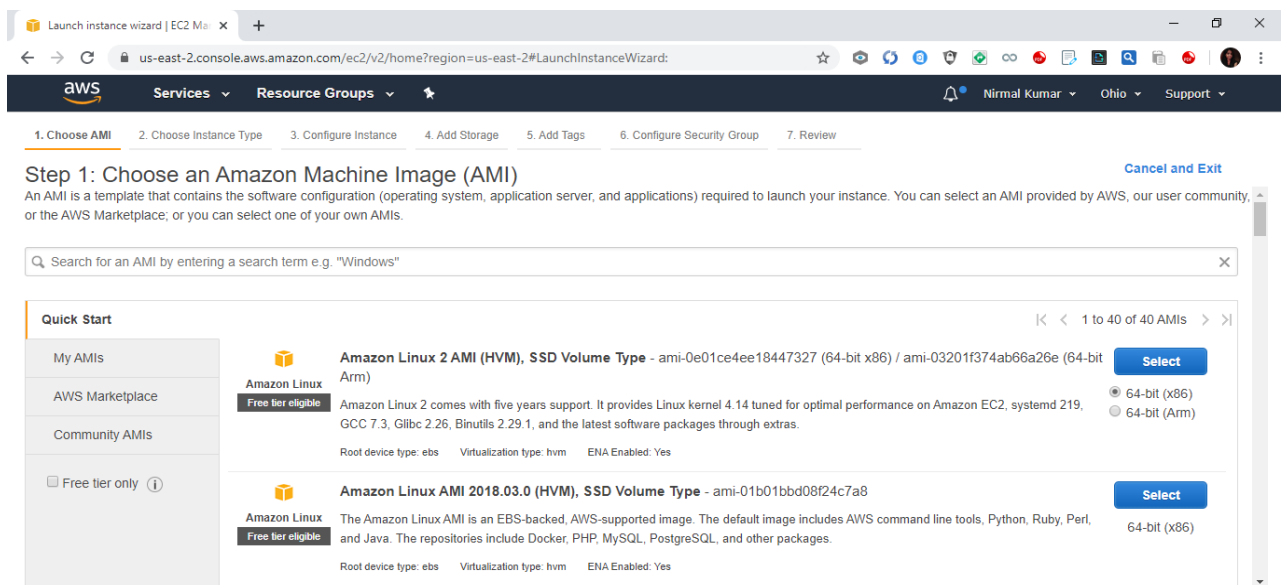 Launch instance wizard | EC2 Ma
us-east-2.console.aws.amazon.com/ec2/v2/home?region=us-east-2#LaunchInstanceWizard:
aws Services Resource Groups Nirmal Kumar Ohio Support
1. Choose AMI 2. Choose Instance Type 3. Configure Instance 4. Add Storage 5. Add Tags 6. Configure Security Group 7. Review
Step 1: Choose an Amazon Machine Image (AMI) Cancel and Exit
An AMI is a template that contains the software configuration (operating system, application server, and applications) required to launch your instance. You can select an AMI provided by AWS, our user community,
or the AWS Marketplace; or you can select one of your own AMIs.
Search for an AMI by entering a search term e.g. "Windows"
Quick Start 1 to 40 of 40 AMIs
My AMIs
AWS Marketplace
Community AMIs
Free tier only
Amazon Linux
Free tier eligible
Amazon Linux 2 AMI (HVM), SSD Volume Type - ami-0e01ce4ee18447327 (64-bit x86) / ami-03201f374ab66a26e (64-bit
Arm)
Amazon Linux 2 comes with five years support. It provides Linux kernel 4.14 tuned for optimal performance on Amazon EC2, systemd 219,
GCC 7.3, Glibc 2.26, Binutils 2.29.1, and the latest software packages through extras.
Root device type: ebs Virtualization type: hvm ENA Enabled: Yes
Select
64-bit (x86)
64-bit (Arm)
Amazon Linux
Free tier eligible
Amazon Linux AMI 2018.03.0 (HVM), SSD Volume Type - ami-01b01bbd08f24c7a8
The Amazon Linux AMI is an EBS-backed, AWS-supported image. The default image includes AWS command line tools, Python, Ruby, Perl,
and Java. The repositories include Docker, PHP, MySQL, PostgreSQL, and other packages.
Root device type: ebs Virtualization type: hvm ENA Enabled: Yes
Select
64-bit (x86)